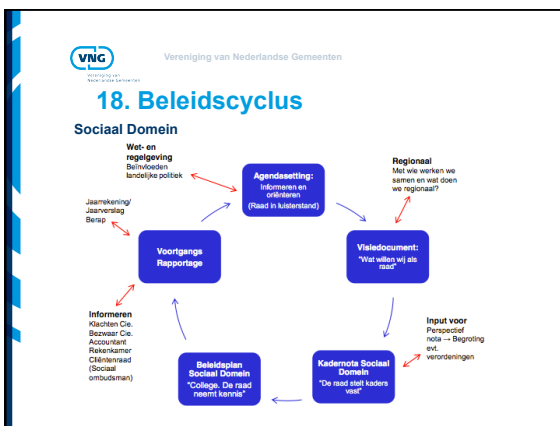 VNG
Vereniging van
Nederlandse Gemeenten
Vereniging van Nederlandse Gemeenten
18. Beleidscyclus
Sociaal Domein
Wet- en
regelgeving
Beïnvloeden
landelijke politiek
Agendasetting:
Informeren en
oriënteren
(Raad in luisterstand)
Regionaal
Met wie werken we
samen en wat doen
we regionaal?
Jaarrekening/
Jaarverslag
Berap
Voortgangs
Rapportage
Visiedocument:
"Wat willen wij als
raad"
Informeren
Klachten Cie.
Bezwaar Cie.
Accountant
Rekenkamer
Cliëntenraad
(Sociaal
ombudsman)
Input voor
Perspectief
nota → Begroting
evt.
verordeningen
Beleidsplan
Sociaal Domein
"College. De raad
neemt kennis"
Kadernota Sociaal
Domein
"De raad stelt kaders
vast"